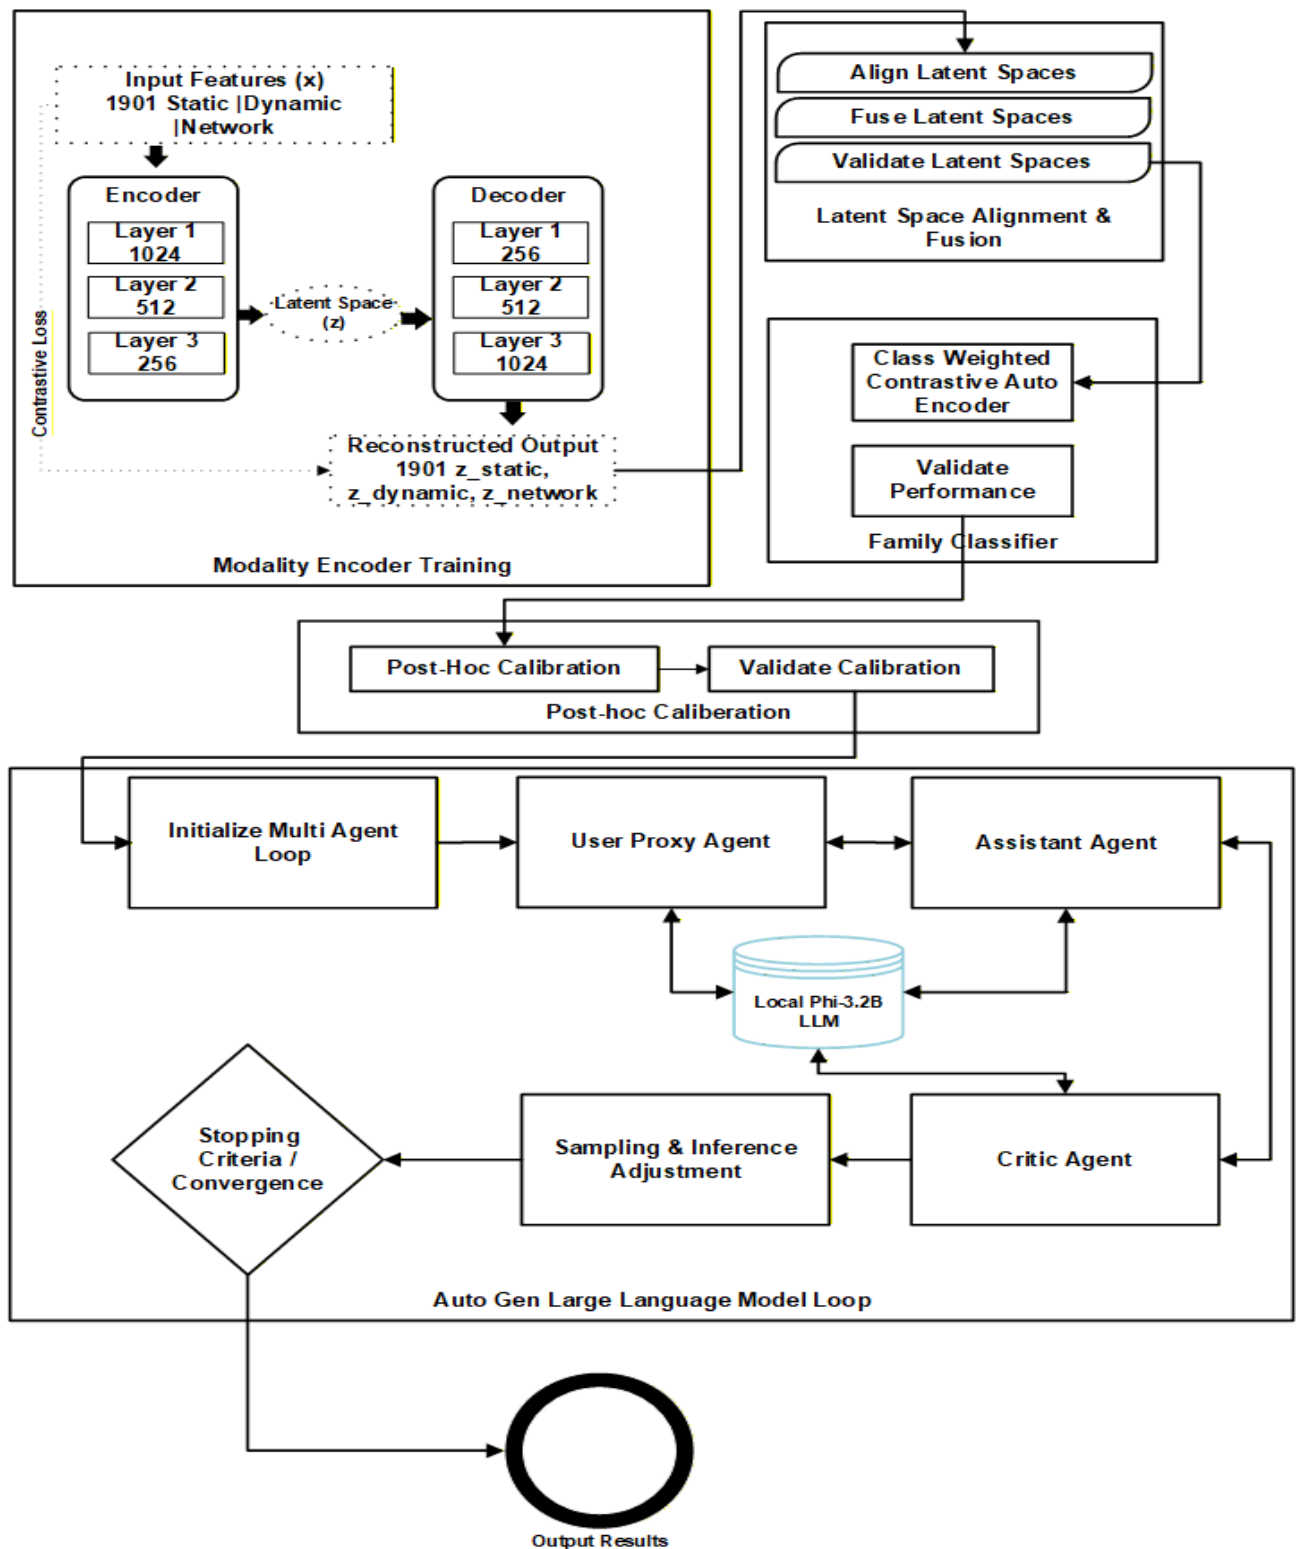 Input Features (x)
1901 Static |Dynamic
|Network
Encoder
Layer 1
1024
Layer 2
512
Layer 3
256
Latent Space
(z)
Decoder
Layer 1
256
Layer 2
512
Layer 3
1024
Contrastive Loss
Reconstructed Output
1901 z_static,
z_dynamic, z_network
Modality Encoder Training
Align Latent Spaces
Fuse Latent Spaces
Validate Latent Spaces
Latent Space Alignment &
Fusion
Class Weighted
Contrastive Auto
Encoder
Validate
Performance
Family Classifier
Post-Hoc Calibration
Validate Calibration
Post-hoc Caliberation
Initialize Multi Agent
Loop
User Proxy Agent
Assistant Agent
Local Phi-3.2B
LLM
Stopping
Criteria /
Convergence
Sampling & Inference
Adjustment
Critic Agent
Auto Gen Large Language Model Loop
Output Results